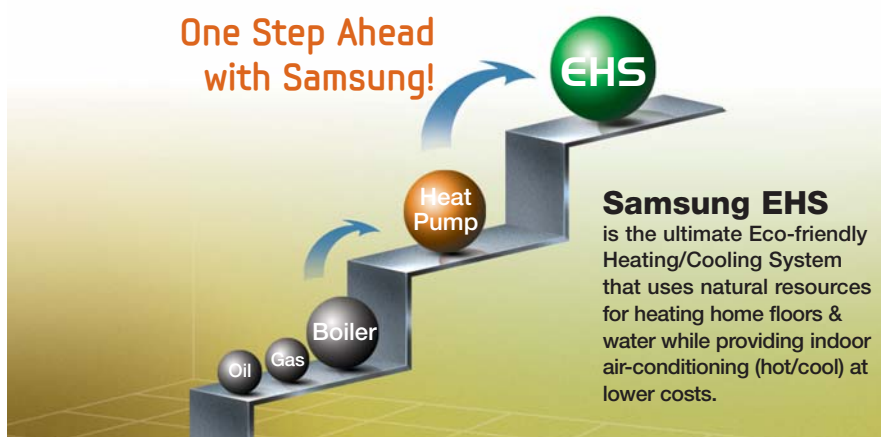 One Step Ahead
with Samsung!
EHS
Heat
Pump
Boiler
Gas
Oil
Samsung EHS
is the ultimate Eco-friendly
Heating/Cooling System
that uses natural resources
for heating home floors &
water while providing indoor
air-conditioning (hot/cool) at
lower costs.